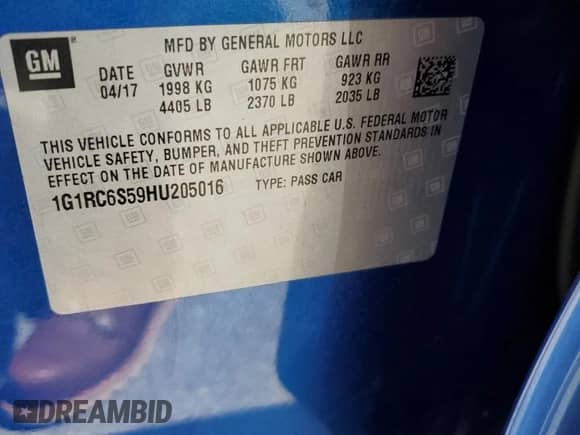 GM
MFD BY GENERAL MOTORS LLC
DATE GVWR GAWR FRT GAWR RR
04/17 1998 KG 1075 KG 923 KG
4405 LB 2370 LB 2035 LB
THIS VEHICLE CONFORMS TO ALL APPLICABLE U.S. FEDERAL MOTOR
VEHICLE SAFETY, BUMPER, AND THEFT PREVENTION STANDARDS IN
EFFECT ON THE DATE OF MANUFACTURE SHOWN ABOVE.
1G1RC6S59HU205016 TYPE: PASS CAR
DREAMBID